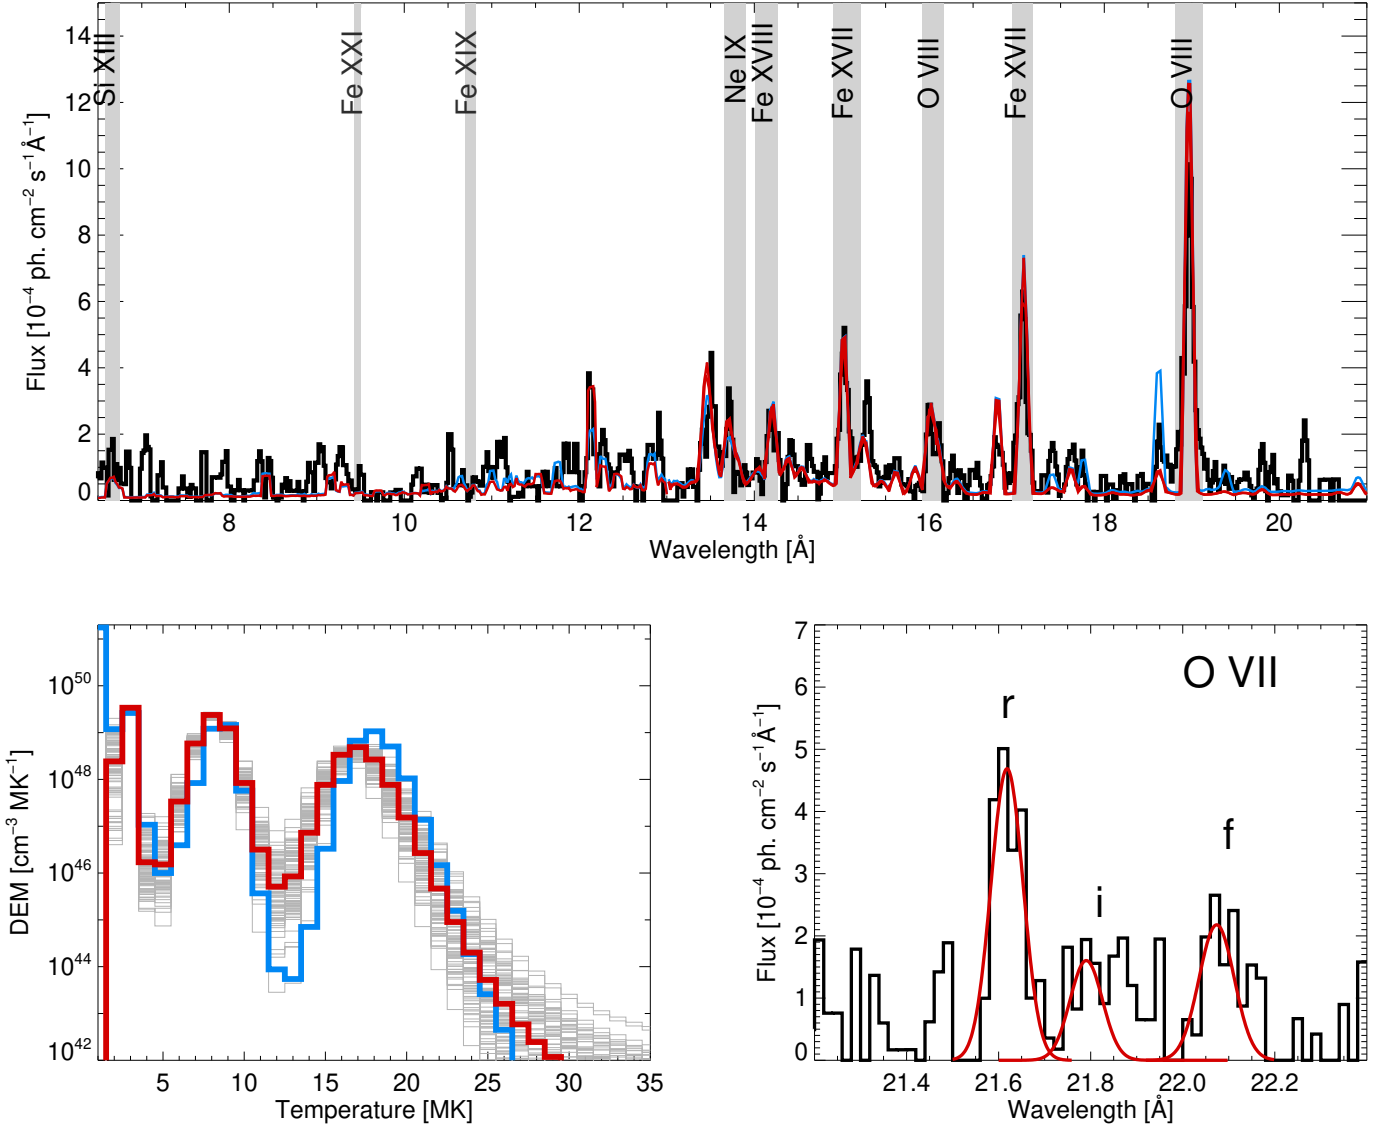 14
12
10
8
6
4
2
0
Flux [10⁻⁴ ph. cm⁻² s⁻¹Å⁻¹]
Si XIII
Fe XXI
Fe XIX
Ne IX
Fe XVIII
Fe XVII
O VIII
Fe XVII
O VIII
8 10 12 14 16 18 20
Wavelength [Å]
10⁵⁰
10⁴⁸
10⁴⁶
10⁴⁴
10⁴²
DEM [cm⁻³ MK⁻¹]
5 10 15 20 25 30 35
Temperature [MK]
7
6
5
4
3
2
1
0
Flux [10⁻⁴ ph. cm⁻² s⁻¹Å⁻¹]
O VII
r
i
f
21.4 21.6 21.8 22.0 22.2
Wavelength [Å]